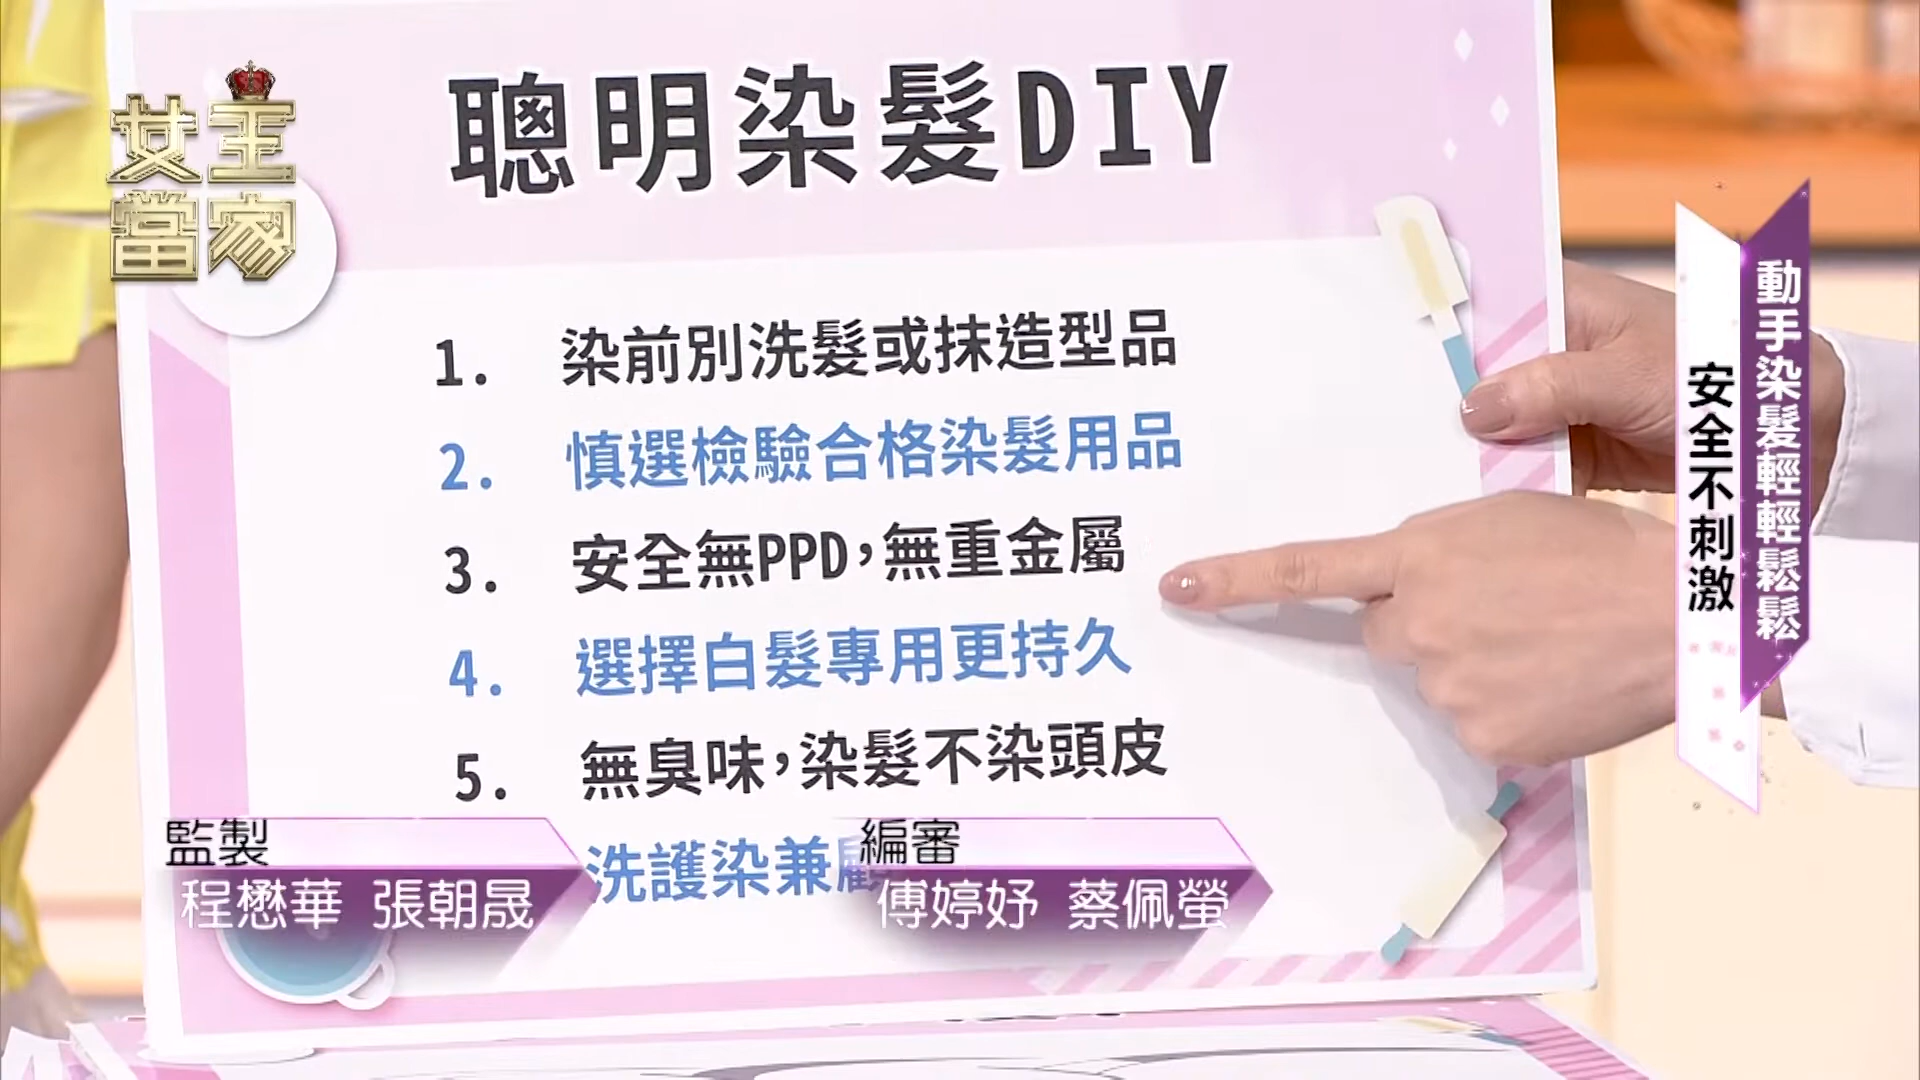 女王
當家
聰明染髮DIY
1. 染前別洗髮或抹造型品
2. 慎選檢驗合格染髮用品
3. 安全無PPD,無重金屬
4. 選擇白髮專用更持久
5. 無臭味,染髮不染頭皮
洗護染兼顧
監製
程懋華 張朝晟
編審
傅婷妤 蔡佩螢
動手染髮輕輕鬆鬆
安全不刺激